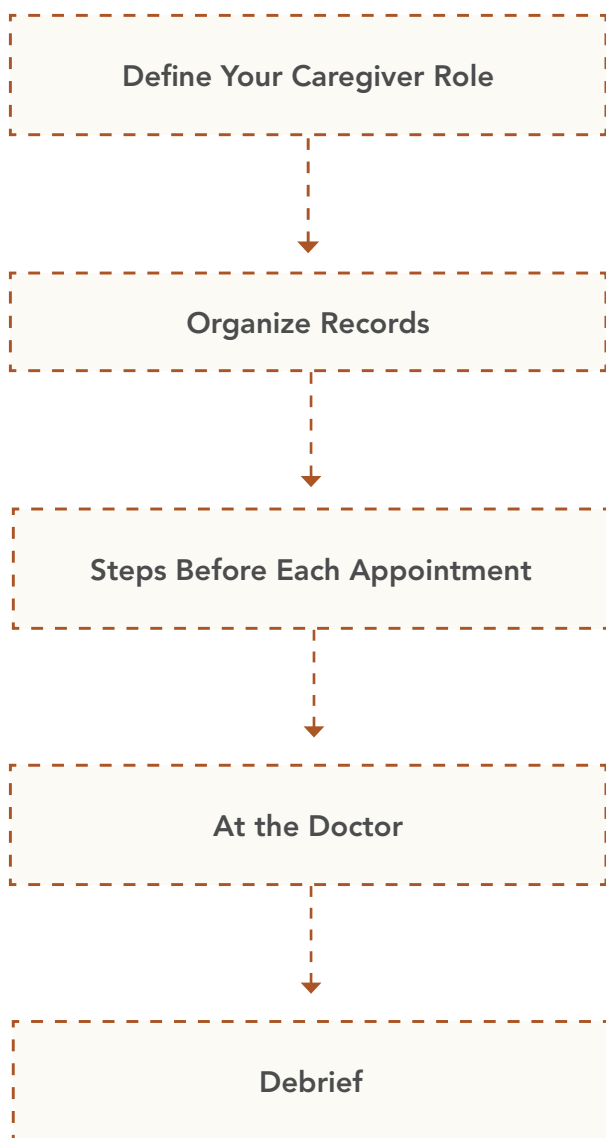 Define Your Caregiver Role
Organize Records
Steps Before Each Appointment
At the Doctor
Debrief